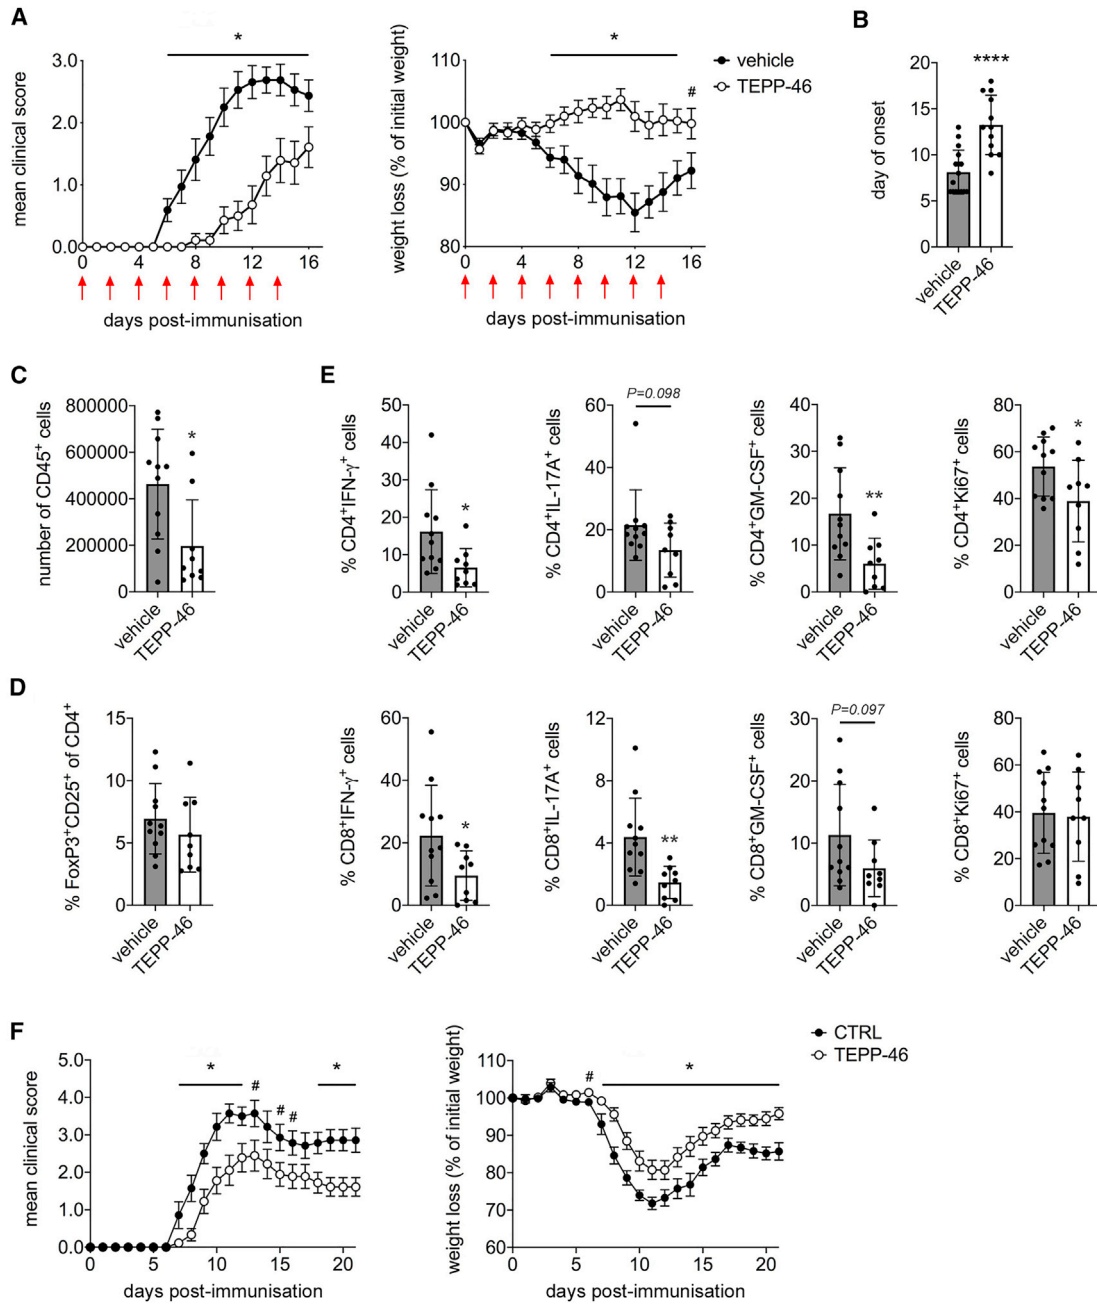 A
mean clinical score
3.0
2.0
1.0
0.0
*
0 4 8 12 16
days post-immunisation
weight loss (% of initial weight)
110
100
90
80
*
#
0 4 8 12 16
days post-immunisation
vehicle
TEPP-46
B
day of onset
20
15
10
5
0
****
vehicle
TEPP-46
C
number of CD45+ cells
800000
600000
400000
200000
0
*
vehicle
TEPP-46
E
% CD4+IFN-γ+ cells
50
40
30
20
10
0
*
vehicle
TEPP-46
% CD4+IL-17A+ cells
60
40
20
0
P=0.098
vehicle
TEPP-46
% CD4+GM-CSF+ cells
40
30
20
10
0
**
vehicle
TEPP-46
% CD4+Ki67+ cells
80
60
40
20
0
*
vehicle
TEPP-46
D
% FoxP3+CD25+ of CD4+
15
10
5
0
vehicle
TEPP-46
% CD8+IFN-γ+ cells
60
40
20
0
*
vehicle
TEPP-46
% CD8+IL-17A+ cells
12
8
4
0
**
vehicle
TEPP-46
% CD8+GM-CSF+ cells
30
20
10
0
P=0.097
vehicle
TEPP-46
% CD8+Ki67+ cells
80
60
40
20
0
vehicle
TEPP-46
F
mean clinical score
5.0
4.0
3.0
2.0
1.0
0.0
*
#
#
#
*
0 5 10 15 20
days post-immunisation
weight loss (% of initial weight)
110
100
90
80
70
60
#
*
0 5 10 15 20
days post-immunisation
CTRL
TEPP-46